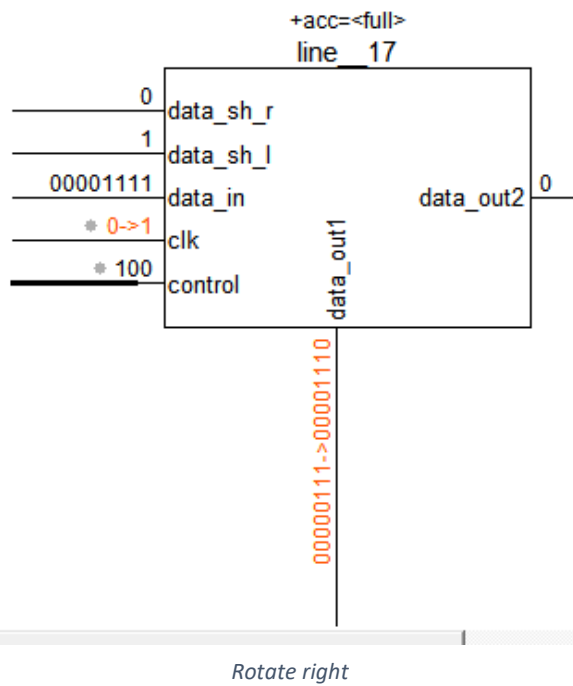 +acc=<full>
line__17
0
data_sh_r
1
data_sh_l
00001111
data_in
data_out2
0
0->1
clk
100
control
data_out1
00000111->00001110
Rotate right